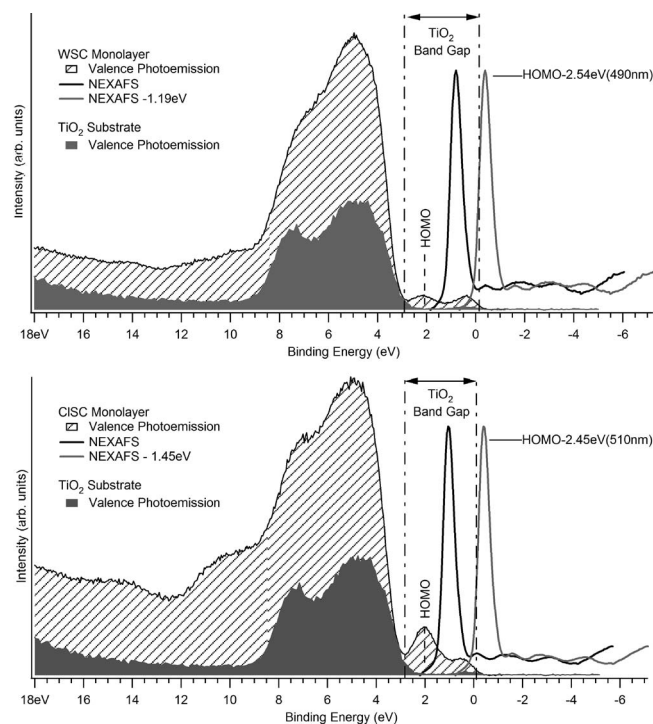 TiO2
Band Gap
WSC Monolayer
Valence Photoemission
NEXAFS
NEXAFS -1.19eV
TiO2 Substrate
Valence Photoemission
HOMO-2.54eV(490nm)
HOMO
Intensity (arb. units)
18eV 16 14 12 10 8 6 4 2 0 -2 -4 -6
Binding Energy (eV)
TiO2
Band Gap
ClSC Monolayer
Valence Photoemission
NEXAFS
NEXAFS - 1.45eV
TiO2 Substrate
Valence Photoemission
HOMO-2.45eV(510nm)
HOMO
Intensity (arb. units)
18eV 16 14 12 10 8 6 4 2 0 -2 -4 -6
Binding Energy (eV)